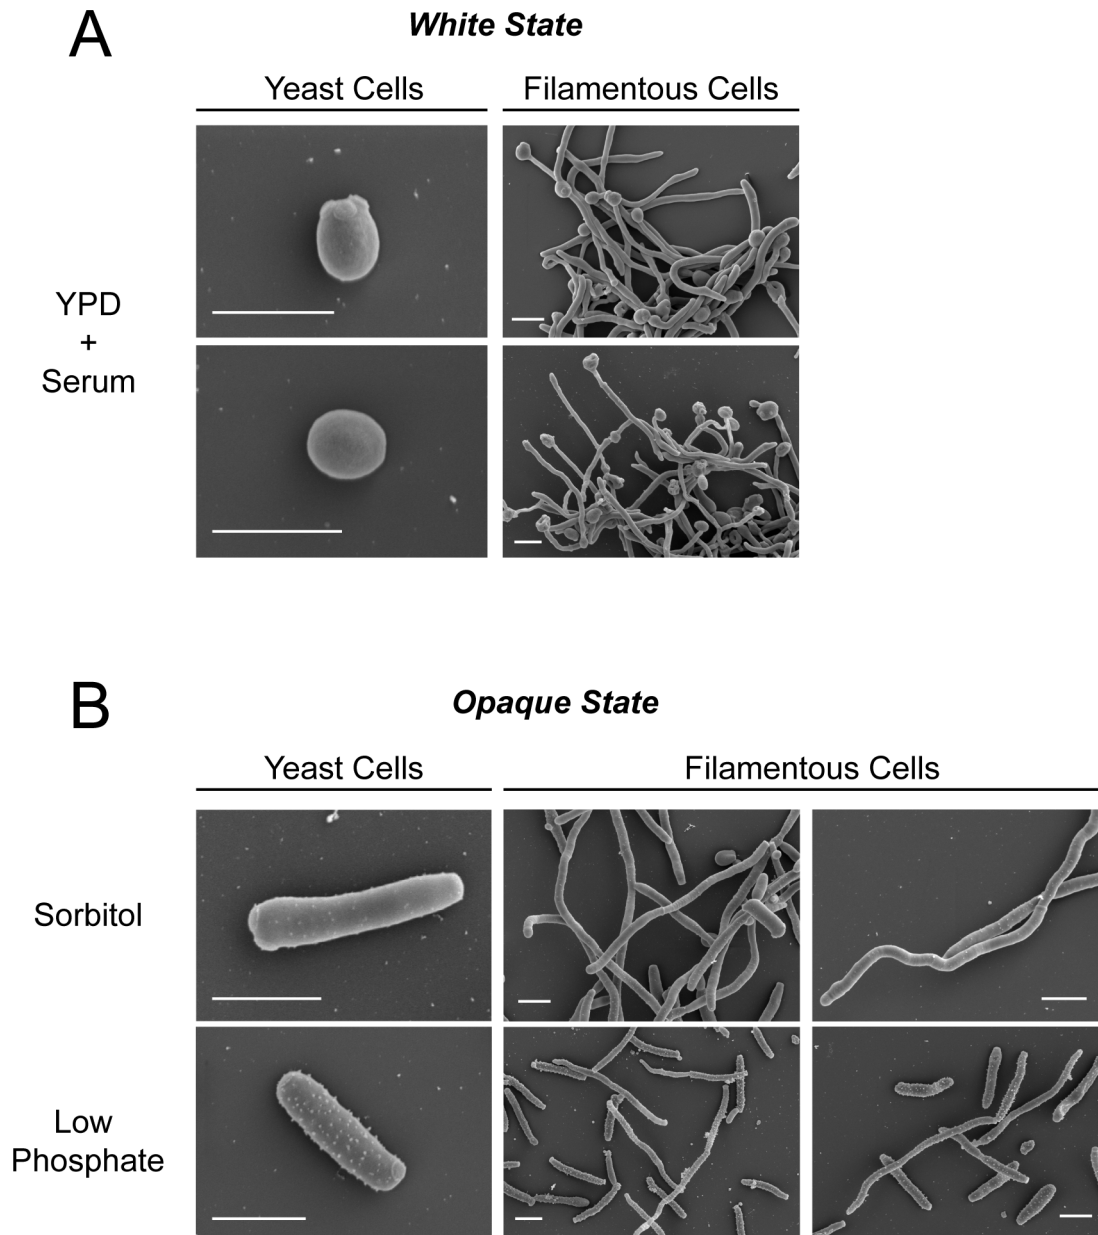 A
White State
Yeast Cells
Filamentous Cells
YPD
+
Serum
B
Opaque State
Yeast Cells
Filamentous Cells
Sorbitol
Low
Phosphate